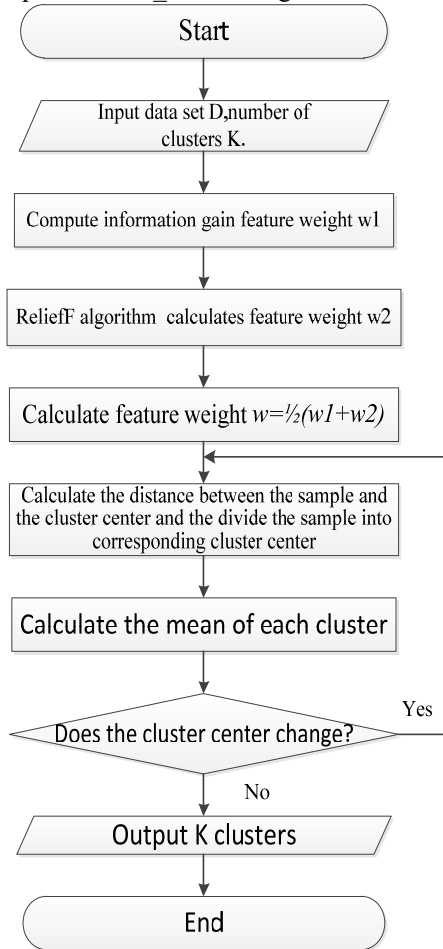 Start
Input data set D,number of
clusters K.
Compute information gain feature weight w1
ReliefF algorithm calculates feature weight w2
Calculate feature weight w=½(w1+w2)
Calculate the distance between the sample and
the cluster center and the divide the sample into
corresponding cluster center
Calculate the mean of each cluster
Does the cluster center change?
Yes
No
Output K clusters
End